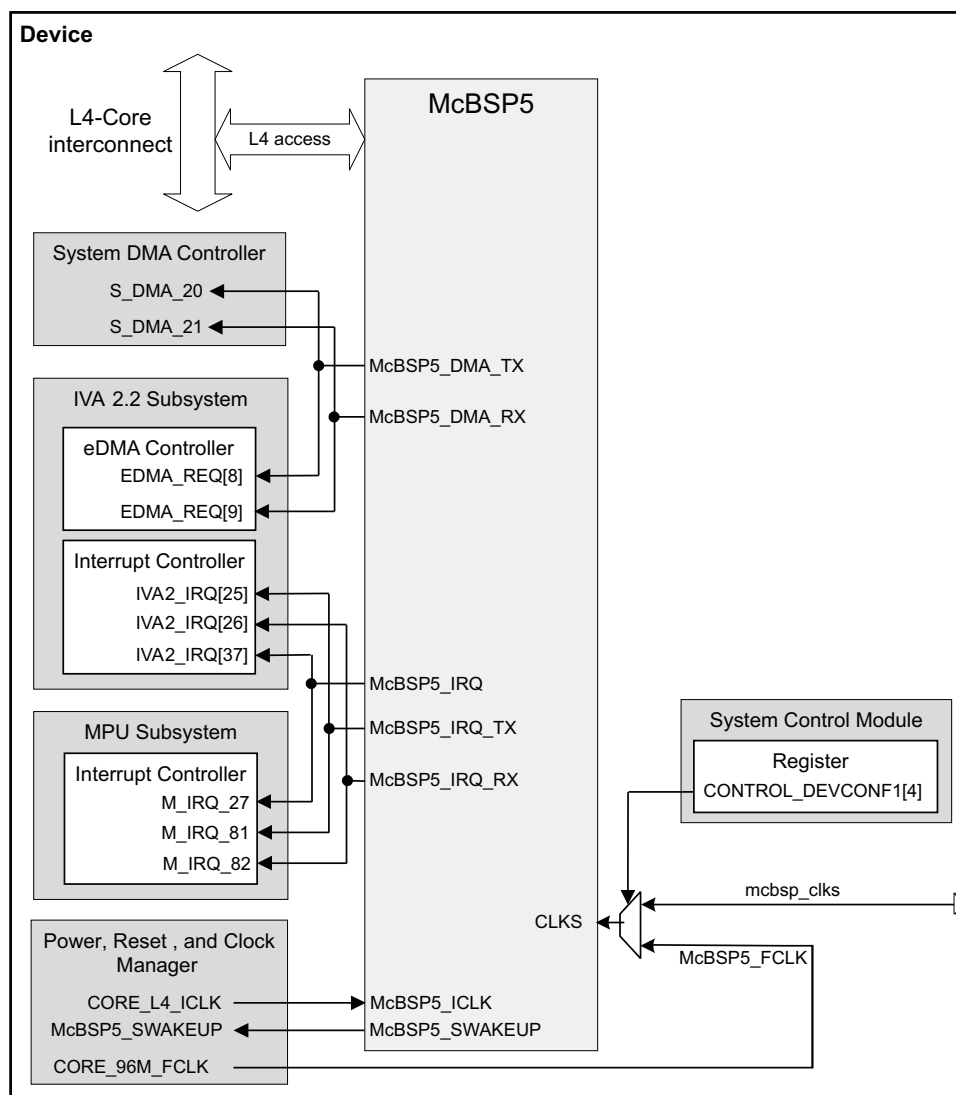 Device
L4-Core
interconnect
L4 access
McBSP5
System DMA Controller
S_DMA_20
S_DMA_21
McBSP5_DMA_TX
McBSP5_DMA_RX
IVA 2.2 Subsystem
eDMA Controller
EDMA_REQ[8]
EDMA_REQ[9]
Interrupt Controller
IVA2_IRQ[25]
IVA2_IRQ[26]
IVA2_IRQ[37]
McBSP5_IRQ
McBSP5_IRQ_TX
McBSP5_IRQ_RX
MPU Subsystem
Interrupt Controller
M_IRQ_27
M_IRQ_81
M_IRQ_82
System Control Module
Register
CONTROL_DEVCONF1[4]
mcbsp_clks
CLKS
McBSP5_FCLK
Power, Reset , and Clock
Manager
CORE_L4_ICLK
McBSP5_ICLK
McBSP5_SWAKEUP
McBSP5_SWAKEUP
CORE_96M_FCLK